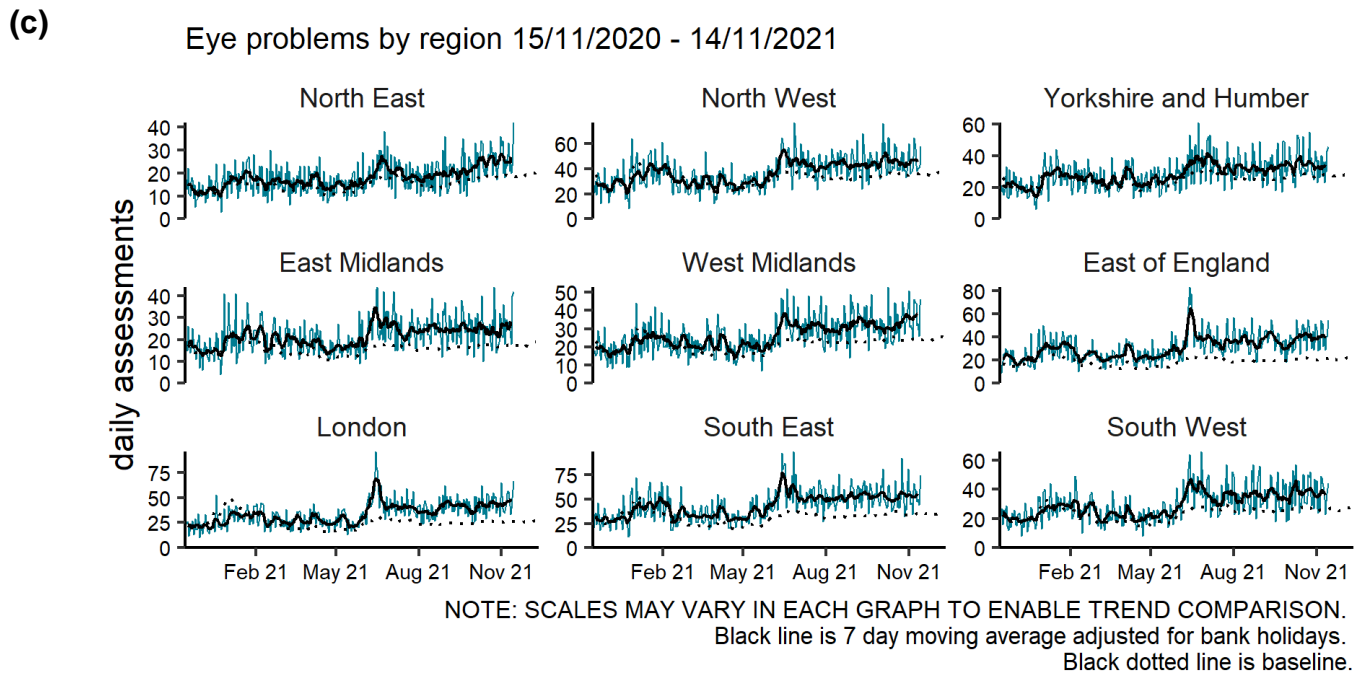 (c)
Eye problems by region 15/11/2020 - 14/11/2021
North East
North West
Yorkshire and Humber
40
30
20
10
0
60
40
20
0
60
40
20
0
daily assessments
East Midlands
West Midlands
East of England
40
30
20
10
0
50
40
30
20
10
0
80
60
40
20
0
London
South East
South West
75
50
25
0
75
50
25
0
60
40
20
0
Feb 21 May 21 Aug 21 Nov 21
Feb 21 May 21 Aug 21 Nov 21
Feb 21 May 21 Aug 21 Nov 21
NOTE: SCALES MAY VARY IN EACH GRAPH TO ENABLE TREND COMPARISON.
Black line is 7 day moving average adjusted for bank holidays.
Black dotted line is baseline.